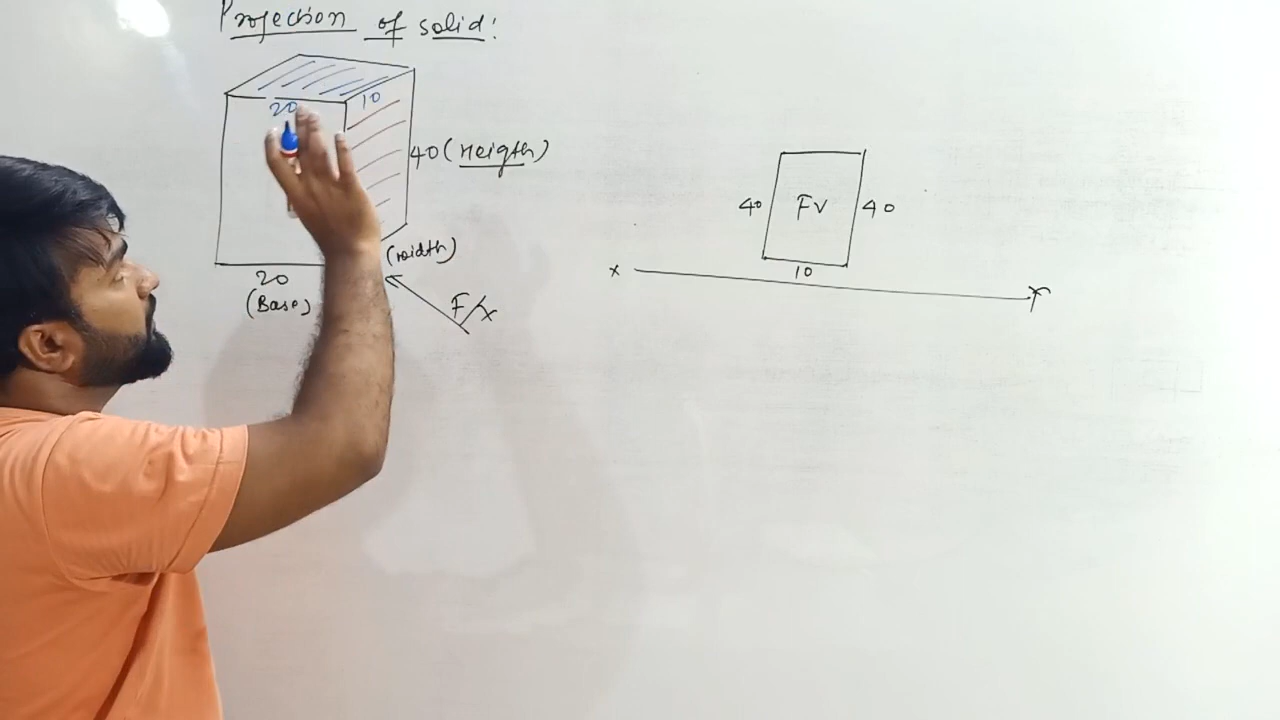 Projection of solid:
20 10
40 (Heigth)
(width)
20
(Base)
F/x
40 FV 40
10
x
Y